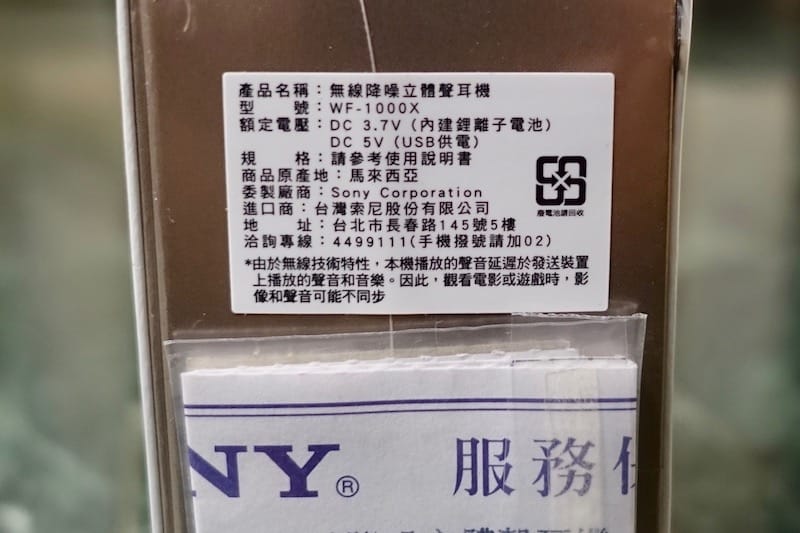 產品名稱：無線降噪立體聲耳機
型　　號：WF-1000X
額定電壓：DC 3.7V（內建鋰離子電池）
DC 5V（USB供電）
規　　格：請參考使用說明書
商品原產地：馬來西亞
委製廠商：Sony Corporation
進口商：台灣索尼股份有限公司
地　　址：台北市長春路145號5樓
洽詢專線：4499111(手機撥號請加02)
廢電池請回收
*由於無線技術特性，本機播放的聲音延遲於發送裝置
上播放的聲音和音樂。因此，觀看電影或遊戲時，影
像和聲音可能不同步
NY® 服務